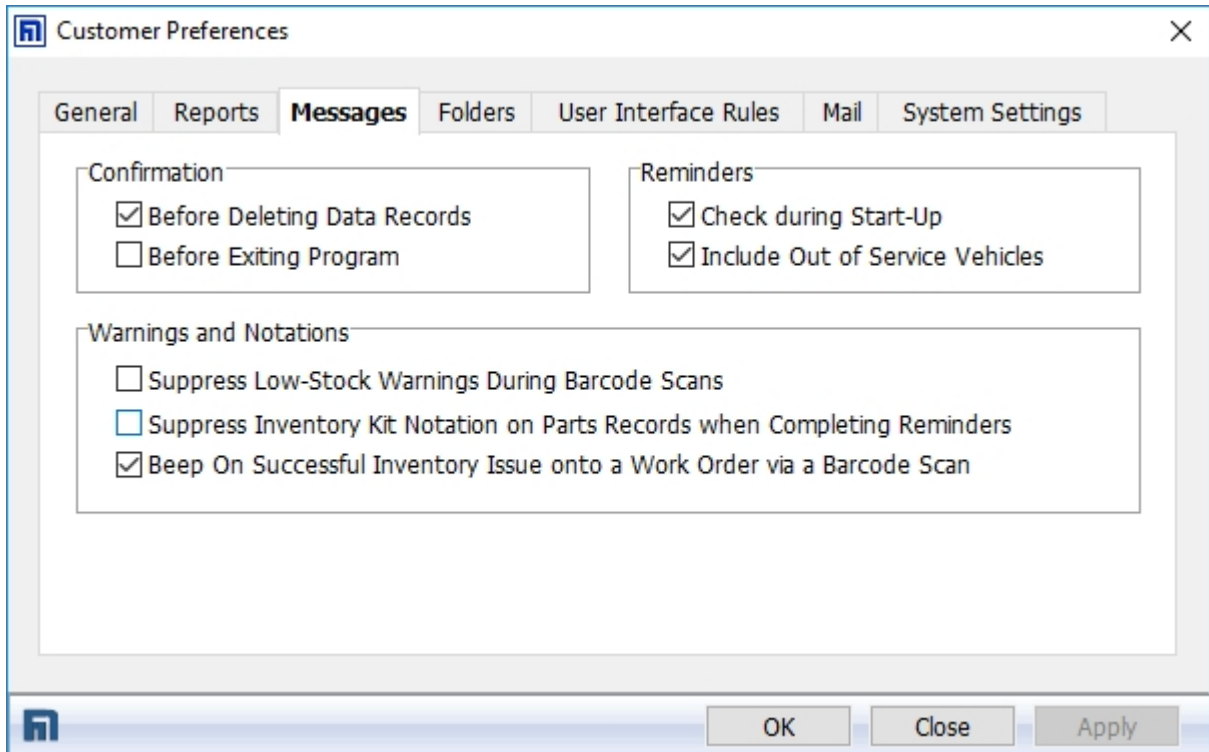 Customer Preferences
General Reports Messages Folders User Interface Rules Mail System Settings
Confirmation
Before Deleting Data Records
Before Exiting Program
Reminders
Check during Start-Up
Include Out of Service Vehicles
Warnings and Notations
Suppress Low-Stock Warnings During Barcode Scans
Suppress Inventory Kit Notation on Parts Records when Completing Reminders
Beep On Successful Inventory Issue onto a Work Order via a Barcode Scan
OK Close Apply